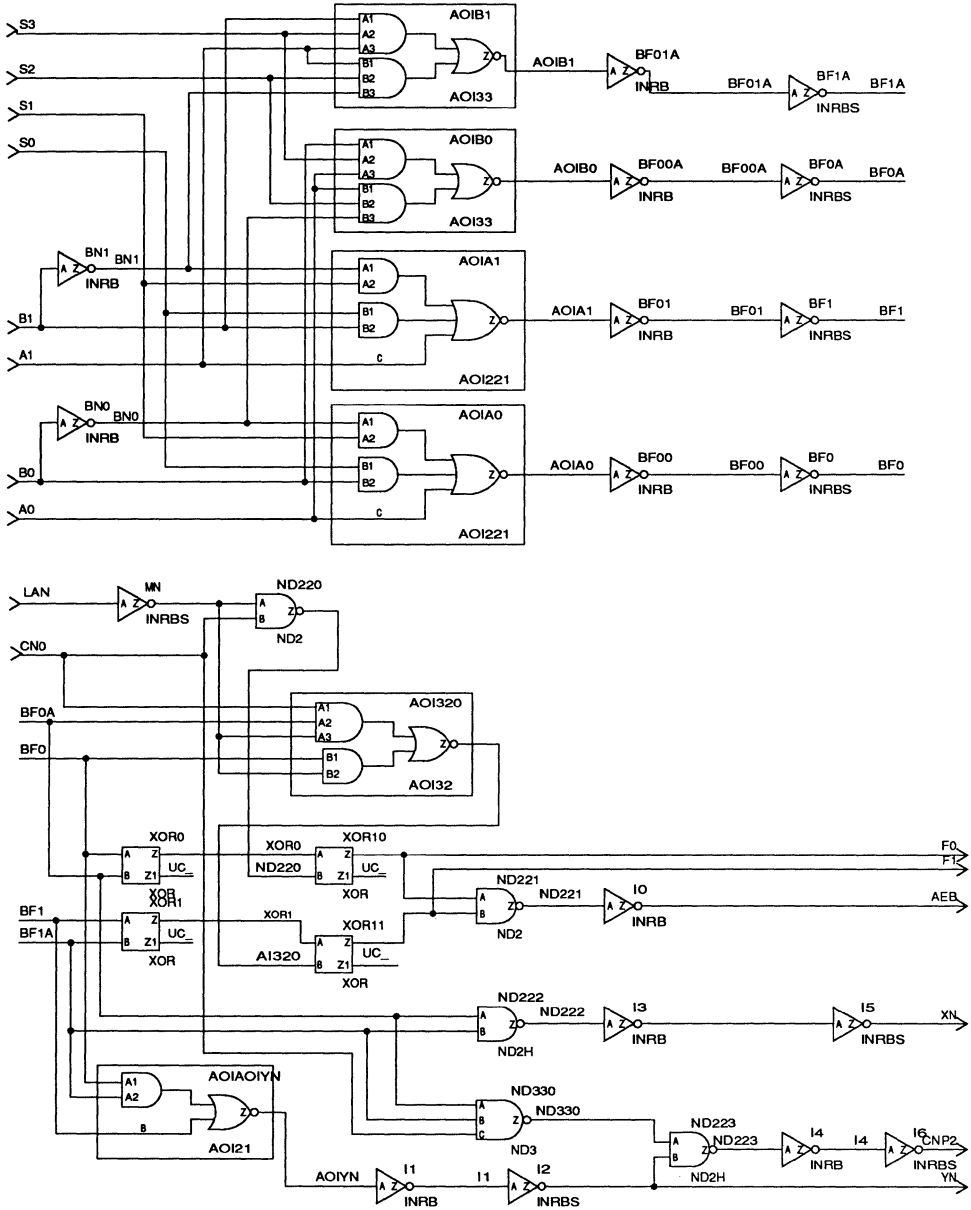 S3
A1
A2
A3
B1
B2
B3
Z
AOIB1
AOI33
AOIB1
A Z
BF01A
INRB
BF01A
A Z
BF1A
INRBS
BF1A
S2
S1
S0
A1
A2
A3
B1
B2
B3
Z
AOIB0
AOI33
AOIB0
A Z
BF00A
INRB
BF00A
A Z
BF0A
INRBS
BF0A
A Z
BN1
INRB
BN1
B1
A1
A1
A2
B1
B2
C
Z
AOIA1
AOI221
AOIA1
A Z
BF01
INRB
BF01
A Z
BF1
INRBS
BF1
A Z
BN0
INRB
BN0
B0
A0
A1
A2
B1
B2
C
Z
AOIA0
AOI221
AOIA0
A Z
BF00
INRB
BF00
A Z
BF0
INRBS
BF0
LAN
A Z
MN
INRBS
ND220
A
B
Z
ND2
CN0
BF0A
BF0
A1
A2
A3
B1
B2
Z
AOI320
AOI32
XOR0
A Z
B Z1
UC_
XOR
XOR0
ND220
XOR10
A Z
B Z1
UC_
XOR
F0
F1
BF1
BF1A
XOR1
A Z
B Z1
UC_
XOR
XOR1
AI320
XOR11
A Z
B Z1
UC_
XOR
ND221
A
B
Z
ND2
ND221
I0
A Z
INRB
AEB
ND222
A
B
Z
ND2H
ND222
I3
A Z
INRB
I5
A Z
INRBS
XN
AOIAOIYN
A1
A2
B
Z
AOI21
ND330
A
B
C
Z
ND3
ND330
ND223
A
B
Z
ND2H
ND223
I4
A Z
INRB
I4
I6
A Z
INRBS
CNP2
AOIYN
I1
A Z
INRB
I1
I2
A Z
INRBS
YN